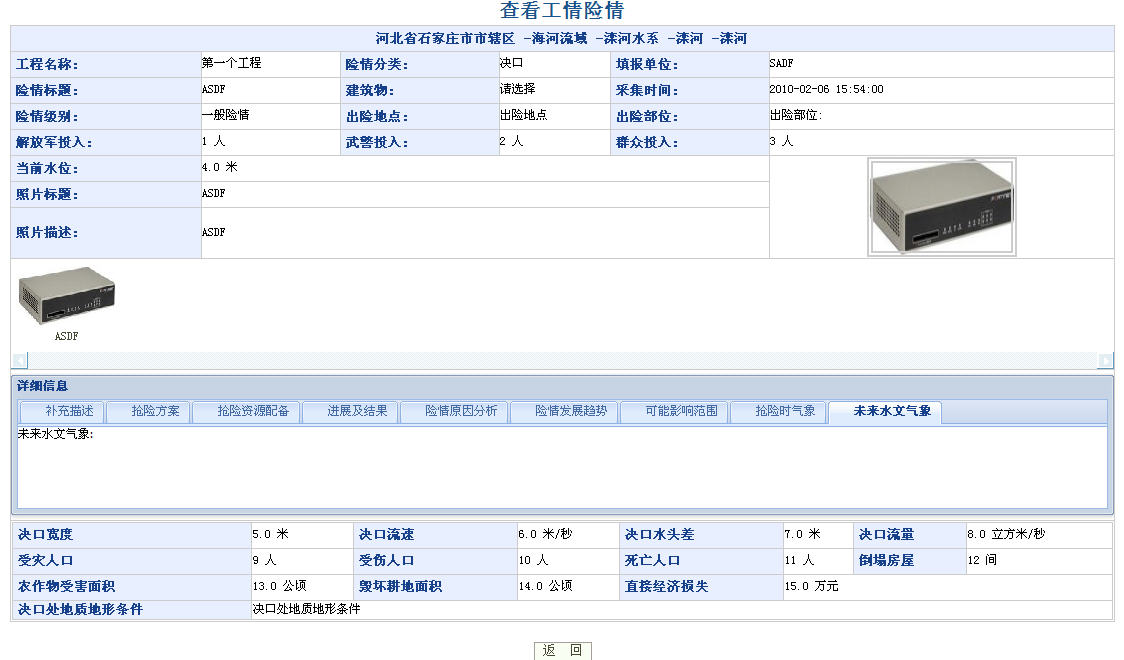 查看工情险情
河北省石家庄市市辖区 -海河流域 -滦河水系 -滦河 -滦河
工程名称： 第一个工程 险情分类： 决口 填报单位： SADF
险情标题： ASDF 建筑物： 请选择 采集时间： 2010-02-06 15:54:00
险情级别： 一般险情 出险地点： 出险地点 出险部位： 出险部位:
解放军投入： 1 人 武警投入： 2 人 群众投入： 3 人
当前水位： 4.0 米
照片标题： ASDF
照片描述： ASDF
ASDF
详细信息
补充描述 抢险方案 抢险资源配备 进展及结果 险情原因分析 险情发展趋势 可能影响范围 抢险时气象 未来水文气象
未来水文气象:
决口宽度 5.0 米 决口流速 6.0 米/秒 决口水头差 7.0 米 决口流量 8.0 立方米/秒
受灾人口 9 人 受伤人口 10 人 死亡人口 11 人 倒塌房屋 12 间
农作物受害面积 13.0 公顷 毁坏耕地面积 14.0 公顷 直接经济损失 15.0 万元
决口处地质地形条件 决口处地质地形条件
返 回